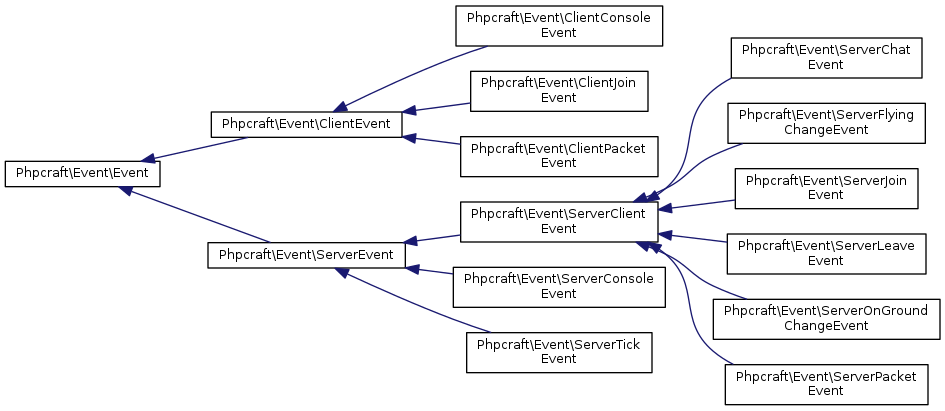 Phpcraft\Event\ClientConsole
Event
Phpcraft\Event\ServerChat
Event
Phpcraft\Event\ClientJoin
Event
Phpcraft\Event\ClientEvent
Phpcraft\Event\ServerFlying
ChangeEvent
Phpcraft\Event\ClientPacket
Event
Phpcraft\Event\Event
Phpcraft\Event\ServerJoin
Event
Phpcraft\Event\ServerClient
Event
Phpcraft\Event\ServerEvent
Phpcraft\Event\ServerLeave
Event
Phpcraft\Event\ServerConsole
Event
Phpcraft\Event\ServerOnGround
ChangeEvent
Phpcraft\Event\ServerTick
Event
Phpcraft\Event\ServerPacket
Event